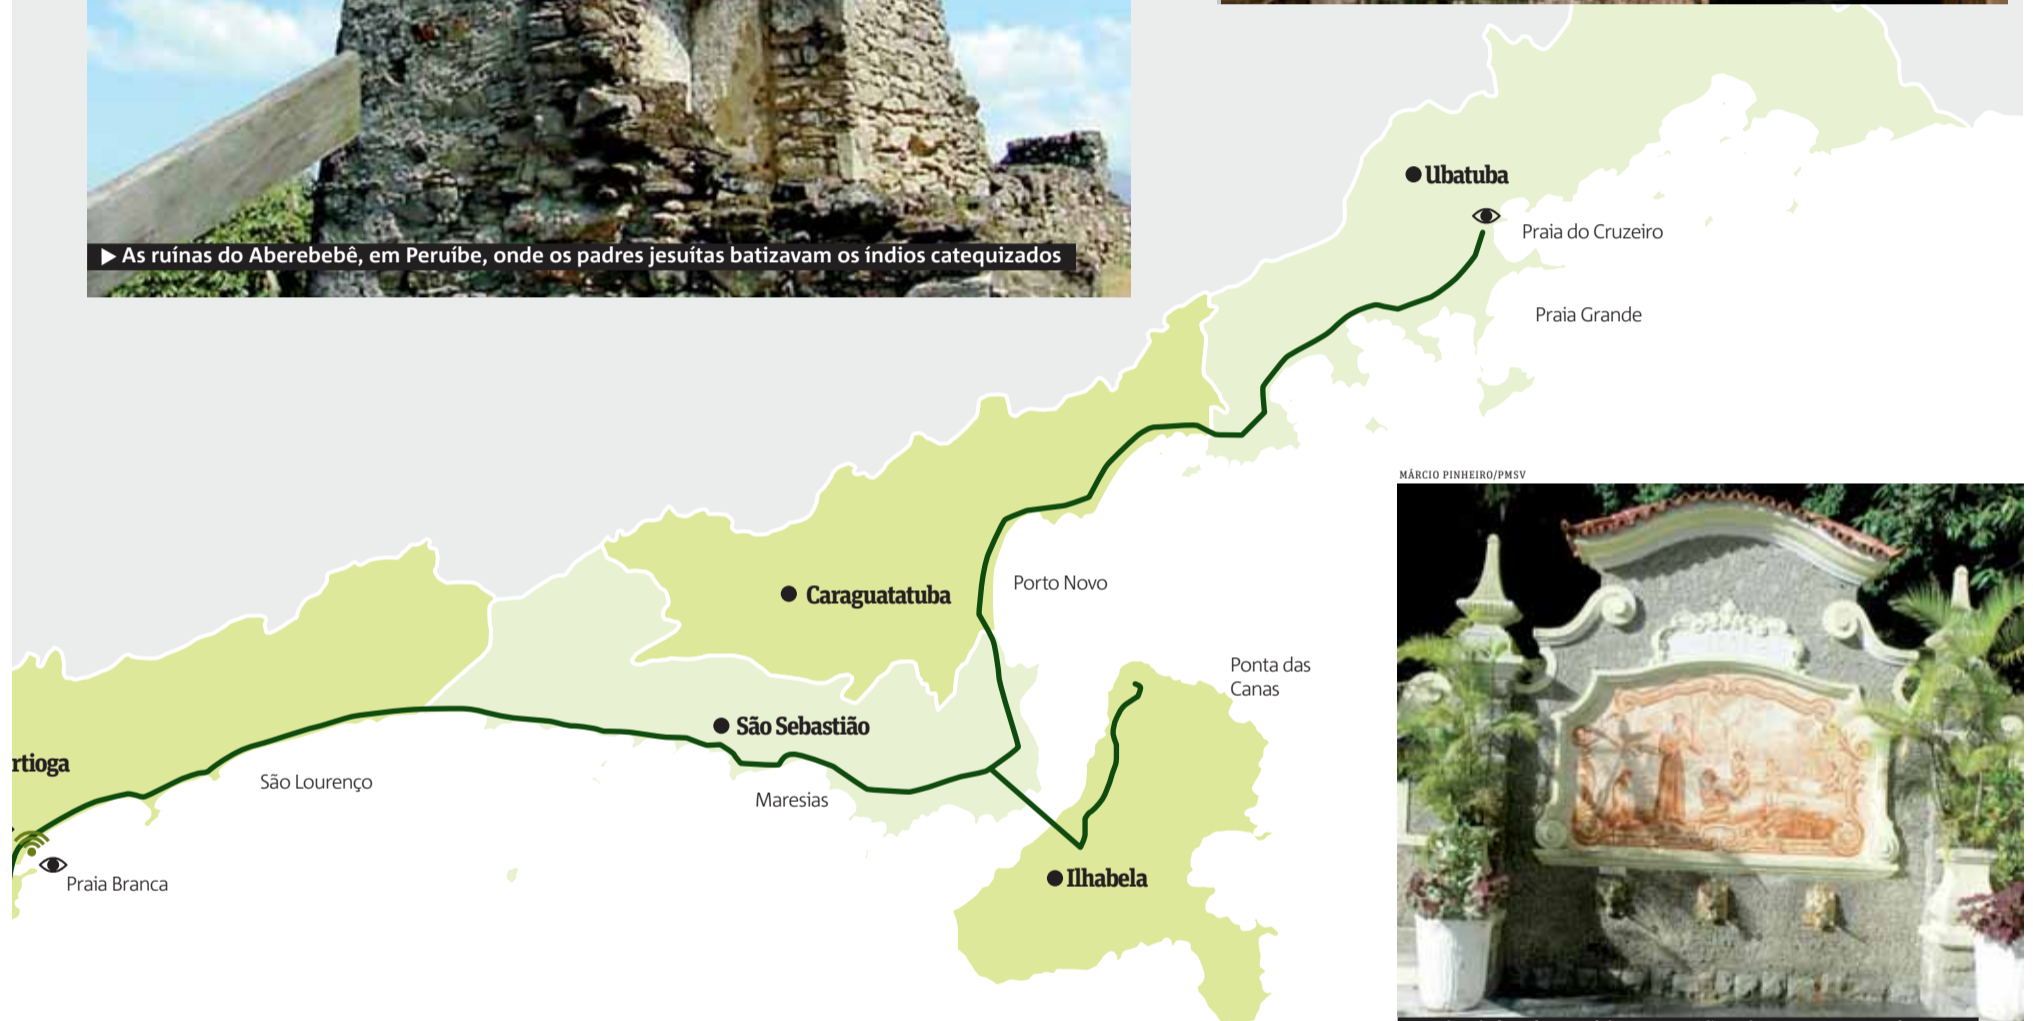 ▶ As ruínas do Aberebebê, em Peruíbe, onde os padres jesuítas batizavam os índios catequizados
Ubatuba
Praia do Cruzeiro
Praia Grande
MÁRCIO PINHEIRO/PMSV
Caraguatatuba
Porto Novo
Ponta das
Canas
São Sebastião
rtioga
São Lourenço
Maresias
Ilhabela
Praia Branca